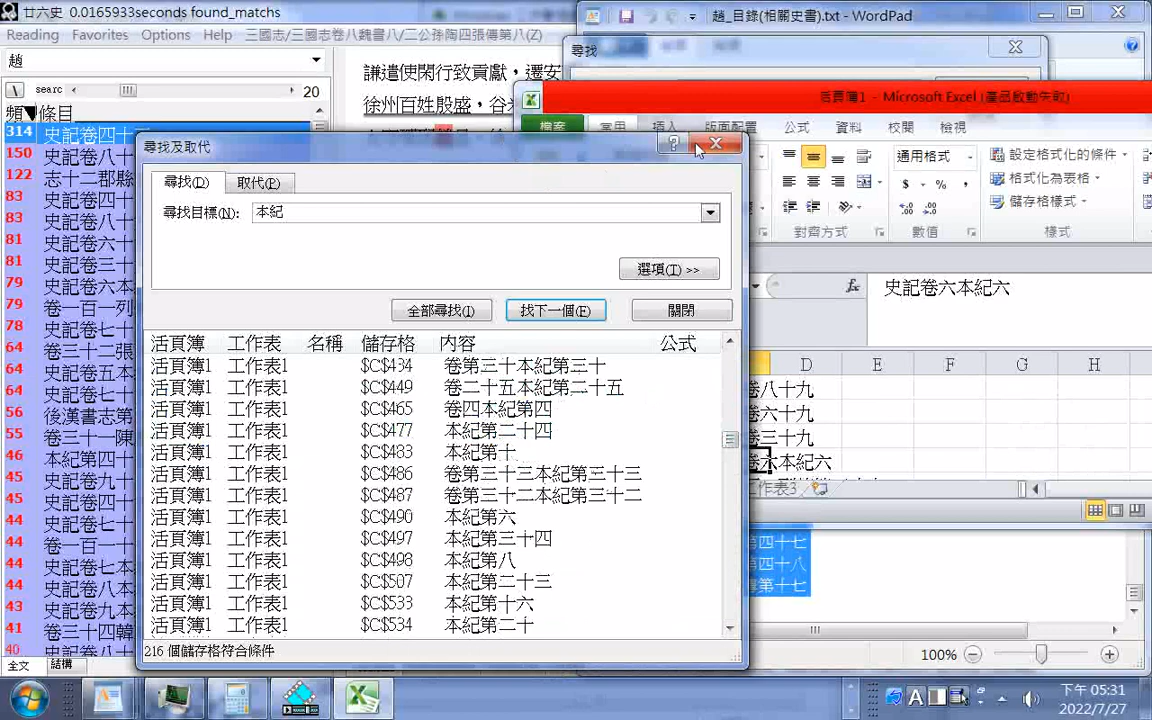 廿六史 0.0165933seconds found_matchs
Reading Favorites Options Help 三國志/三國志卷八魏書八/二公孫陶四張傳第八(Z)
趙
searc 20
頻 條目
314 史記卷四十
150 史記卷八十
122 志十二郡縣
83 史記卷四十
83 史記卷八十
81 史記卷六十
81 史記卷三十
79 史記卷六本
79 卷一百一列
78 史記卷七十
64 卷三十二張
64 史記卷五本
64 史記卷七十
56 後漢書志第
55 卷三十一陳
46 本紀第四十
45 史記卷九十
45 史記卷四十
44 史記卷七十
44 卷一百一十
44 史記卷七本
44 史記卷八本
43 史記卷九本
41 卷三十四韓
40 史記卷八十
全文 結構
謙遣使閑行致貢獻，遷安
徐州百姓殷盛，谷米
趙_目錄(相關史書).txt - WordPad
尋找
活頁簿1 - Microsoft Excel (產品啟動失敗)
檔案 常用 插入 版面配置 公式 資料 校閱 檢視
通用格式
設定格式化的條件
格式化為表格
儲存格樣式
對齊方式 數值 樣式
fx 史記卷六本紀六
D E F G H
卷八十九
卷六十九
卷三十九
卷六本紀六
工作表3
第四十七
第四十八
傳第十七
100%
尋找及取代
尋找(D) 取代(P)
尋找目標(N): 本紀
選項(T) >>
全部尋找(I) 找下一個(F) 關閉
活頁簿 工作表 名稱 儲存格 內容 公式
活頁簿1 工作表1 $C$434 卷第三十本紀第三十
活頁簿1 工作表1 $C$449 卷二十五本紀第二十五
活頁簿1 工作表1 $C$465 卷四本紀第四
活頁簿1 工作表1 $C$477 本紀第二十四
活頁簿1 工作表1 $C$483 本紀第十
活頁簿1 工作表1 $C$486 卷第三十三本紀第三十三
活頁簿1 工作表1 $C$487 卷第三十二本紀第三十二
活頁簿1 工作表1 $C$490 本紀第六
活頁簿1 工作表1 $C$497 本紀第三十四
活頁簿1 工作表1 $C$498 本紀第八
活頁簿1 工作表1 $C$507 本紀第二十三
活頁簿1 工作表1 $C$533 本紀第十六
活頁簿1 工作表1 $C$534 本紀第二十
216 個儲存格符合條件
下午 05:31
2022/7/27